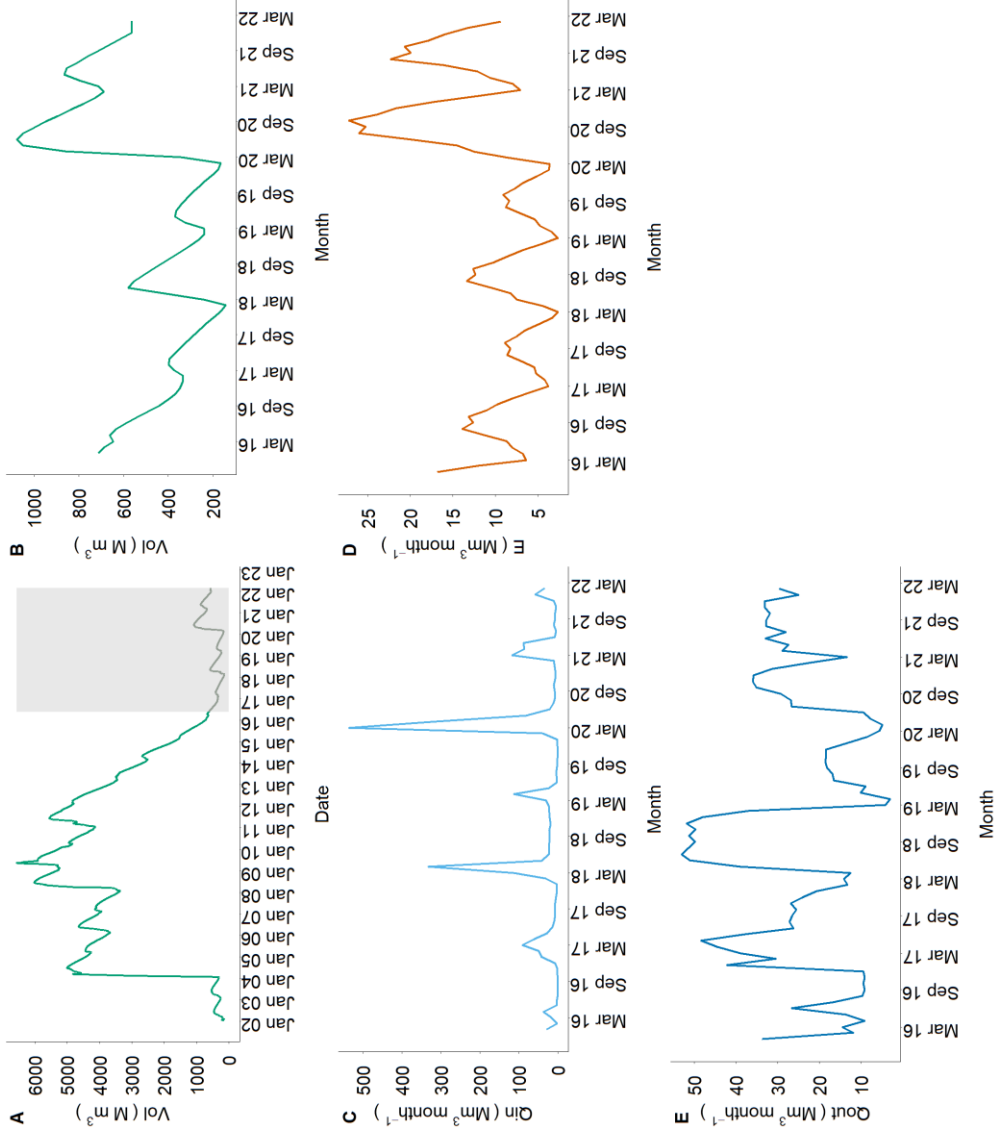 A
Vol ( M m³ )
6000
5000
4000
3000
2000
1000
0
Jan 02
Jan 03
Jan 04
Jan 05
Jan 06
Jan 07
Jan 08
Jan 09
Jan 10
Jan 11
Jan 12
Jan 13
Jan 14
Jan 15
Jan 16
Jan 17
Jan 18
Jan 19
Jan 20
Jan 21
Jan 22
Jan 23
Date
B
Vol ( M m³ )
1000
800
600
400
200
Mar 16
Sep 16
Mar 17
Sep 17
Mar 18
Sep 18
Mar 19
Sep 19
Mar 20
Sep 20
Mar 21
Sep 21
Mar 22
Month
C
Qin ( Mm³ month⁻¹ )
500
400
300
200
100
0
Mar 16
Sep 16
Mar 17
Sep 17
Mar 18
Sep 18
Mar 19
Sep 19
Mar 20
Sep 20
Mar 21
Sep 21
Mar 22
Month
D
E ( Mm³ month⁻¹ )
25
20
15
10
5
Mar 16
Sep 16
Mar 17
Sep 17
Mar 18
Sep 18
Mar 19
Sep 19
Mar 20
Sep 20
Mar 21
Sep 21
Mar 22
Month
E
Qout ( Mm³ month⁻¹ )
50
40
30
20
10
Mar 16
Sep 16
Mar 17
Sep 17
Mar 18
Sep 18
Mar 19
Sep 19
Mar 20
Sep 20
Mar 21
Sep 21
Mar 22
Month